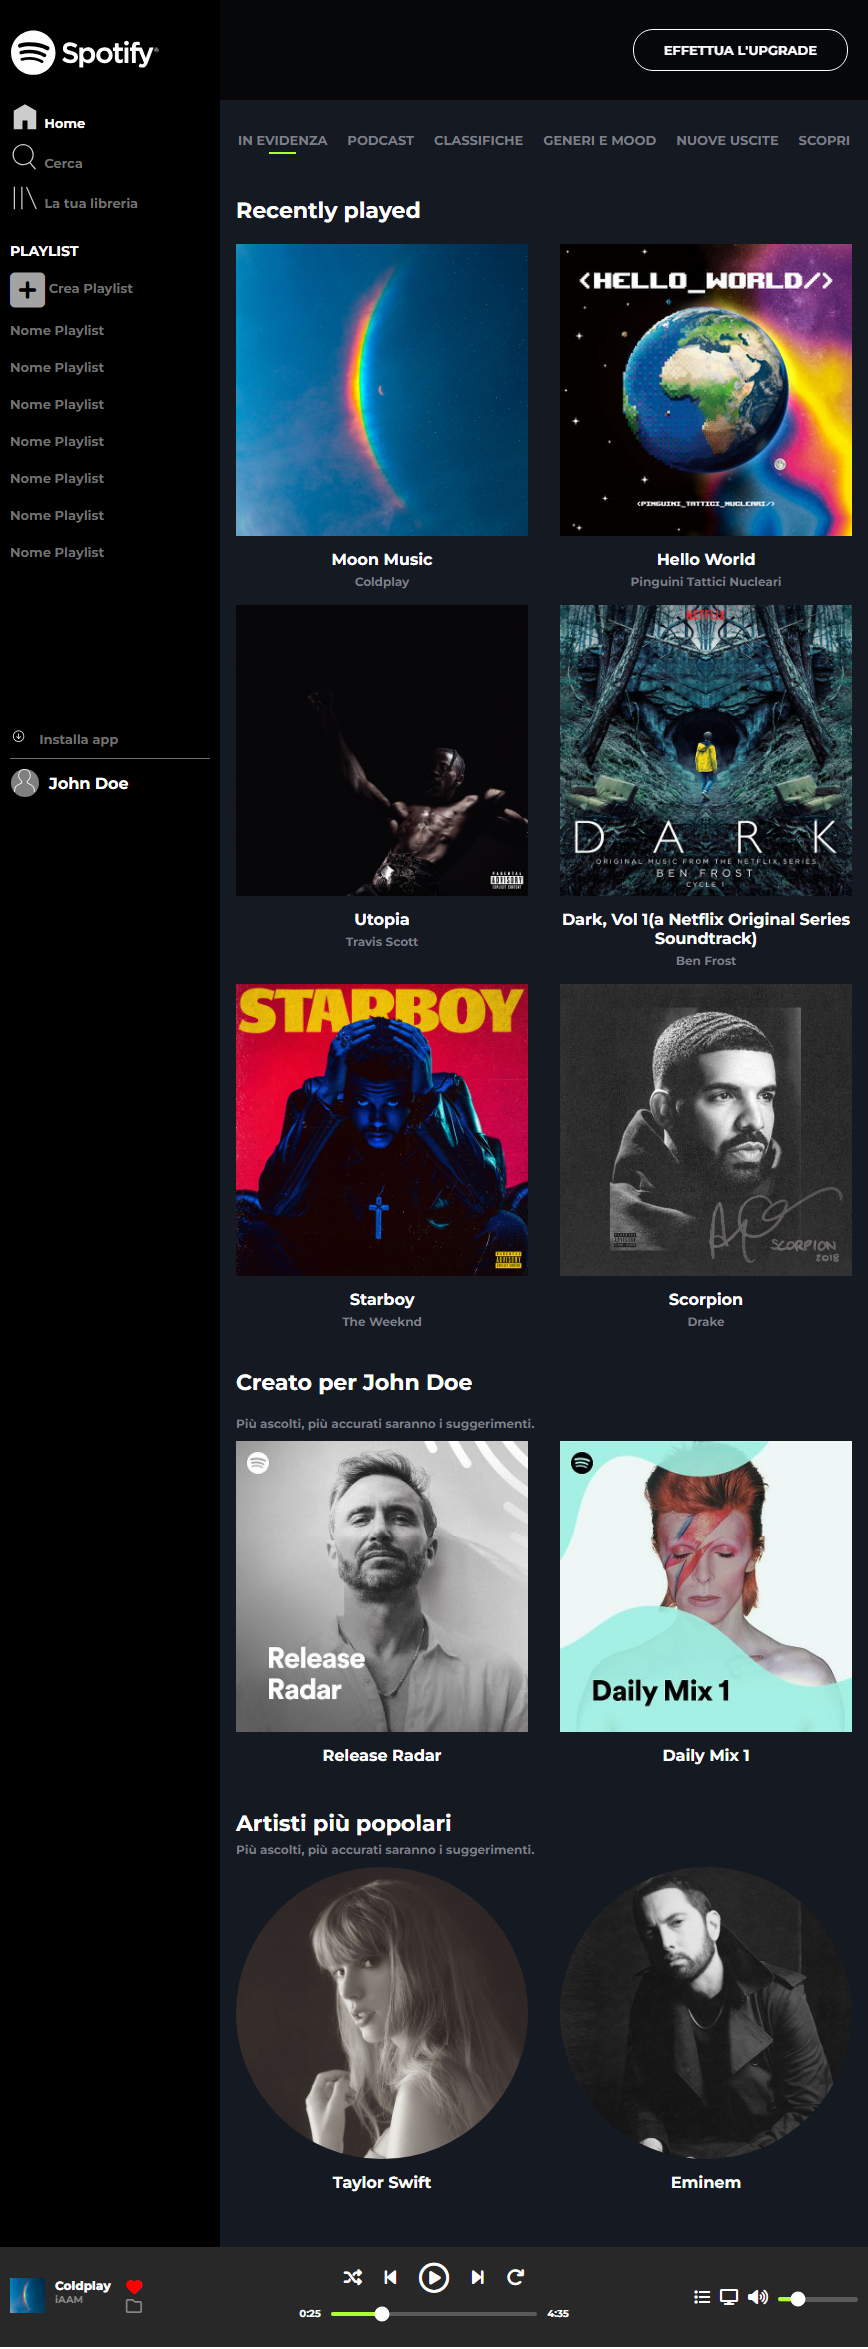 Spotify®
EFFETTUA L'UPGRADE
Home
Cerca
La tua libreria
PLAYLIST
Crea Playlist
Nome Playlist
Nome Playlist
Nome Playlist
Nome Playlist
Nome Playlist
Nome Playlist
Nome Playlist
Installa app
John Doe
IN EVIDENZA PODCAST CLASSIFICHE GENERI E MOOD NUOVE USCITE SCOPRI
Recently played
<HELLO_WORLD/>
<PINGUINI_TATTICI_NUCLEARI/>
Moon Music
Coldplay
Hello World
Pinguini Tattici Nucleari
PARENTAL
ADVISORY
EXPLICIT CONTENT
NETFLIX
DARK
ORIGINAL MUSIC FROM THE NETFLIX SERIES
BEN FROST
CYCLE 1
Utopia
Travis Scott
Dark, Vol 1(a Netflix Original Series
Soundtrack)
Ben Frost
STARBOY
PARENTAL
ADVISORY
EXPLICIT CONTENT
SCORPION
2018
Starboy
The Weeknd
Scorpion
Drake
Creato per John Doe
Più ascolti, più accurati saranno i suggerimenti.
Release
Radar
Daily Mix 1
Release Radar
Daily Mix 1
Artisti più popolari
Più ascolti, più accurati saranno i suggerimenti.
Taylor Swift
Eminem
Coldplay
iAAM
0:25
4:35